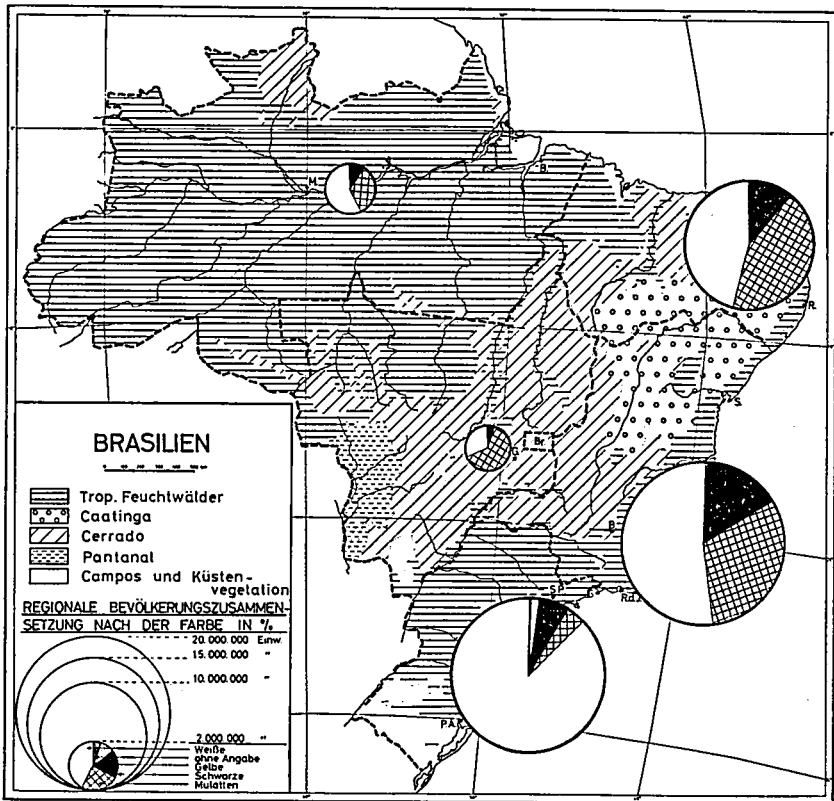 M.
B.
R.
S.
Br.
G.
B
S.P.
Rd.J.
P.A.
BRASILIEN
Trop. Feuchtwälder
Caatinga
Cerrado
Pantanal
Campos und Küsten-
vegetation
REGIONALE BEVÖLKERUNGSZUSAMMEN-
SETZUNG NACH DER FARBE IN %
20.000.000 Einw.
15.000.000 "
10.000.000 "
2.000.000 "
Weiße
ohne Angabe
Gelbe
Schwarze
Mulatten